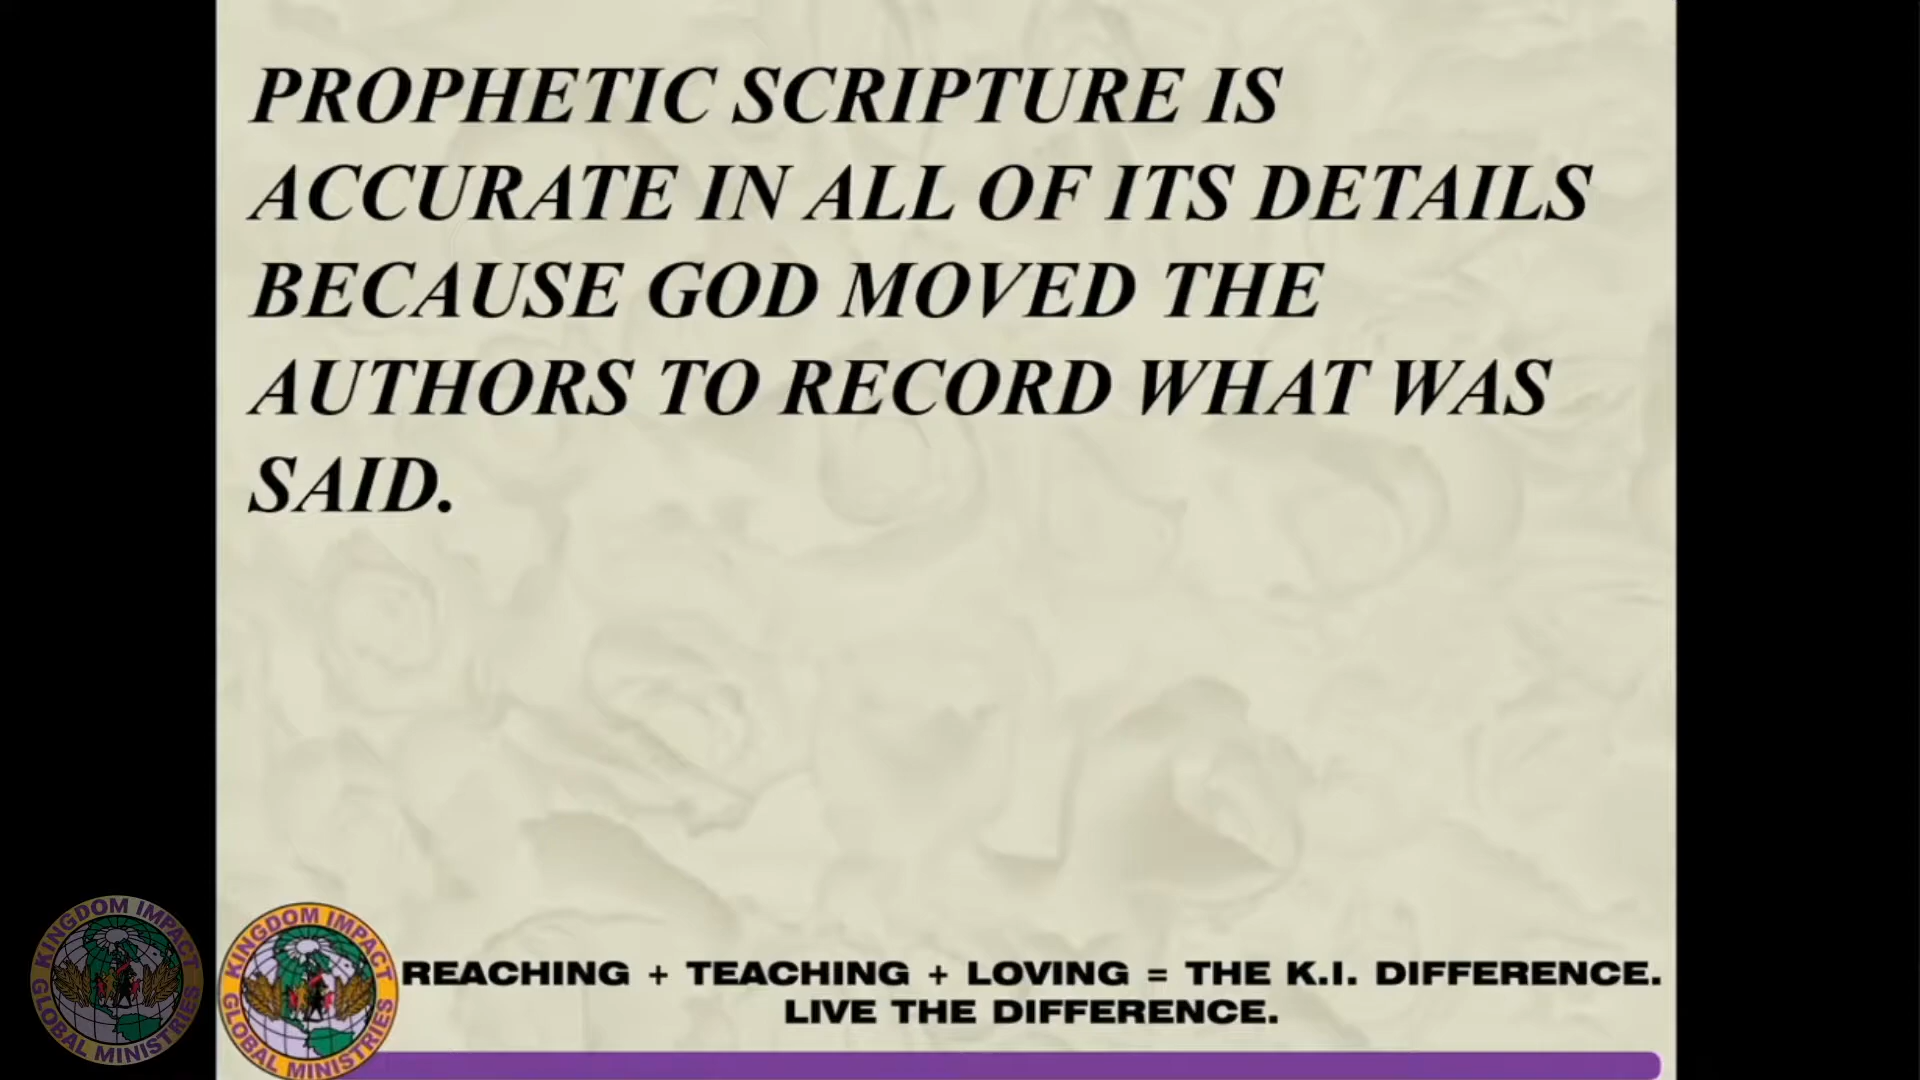 PROPHETIC SCRIPTURE IS
ACCURATE IN ALL OF ITS DETAILS
BECAUSE GOD MOVED THE
AUTHORS TO RECORD WHAT WAS
SAID.
KINGDOM IMPACT
GLOBAL MINISTRIES
KINGDOM IMPACT
GLOBAL MINISTRIES
REACHING + TEACHING + LOVING = THE K.I. DIFFERENCE.
LIVE THE DIFFERENCE.